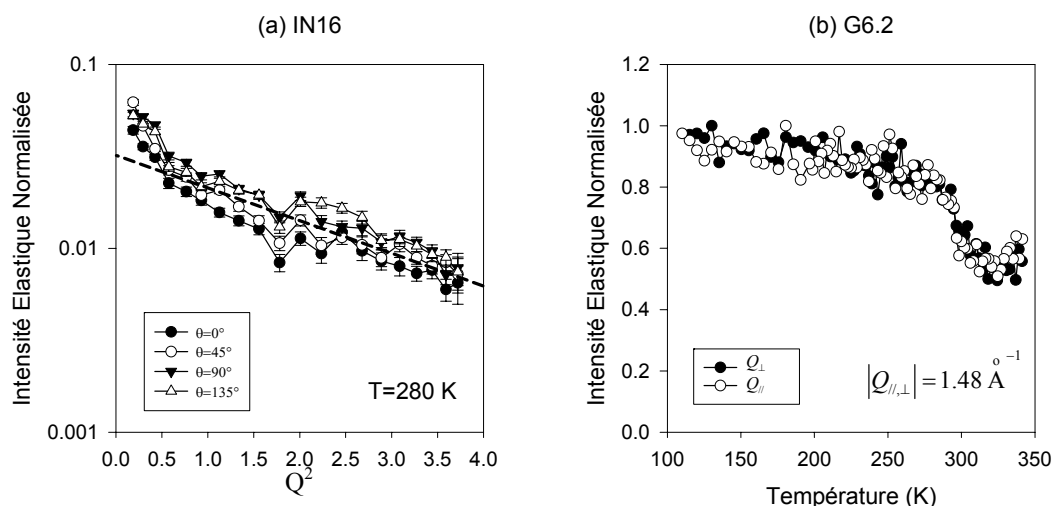 (a) IN16
(b) G6.2
Intensité Elastique Normalisée
0.1
0.01
0.001
θ=0°
θ=45°
θ=90°
θ=135°
T=280 K
0.0 0.5 1.0 1.5 2.0 2.5 3.0 3.5 4.0
Q²
Intensité Elastique Normalisée
1.2
1.0
0.8
0.6
0.4
0.2
0.0
Q⊥
Q//
|Q//,⊥| = 1.48 Å⁻¹
100 150 200 250 300 350
Température (K)